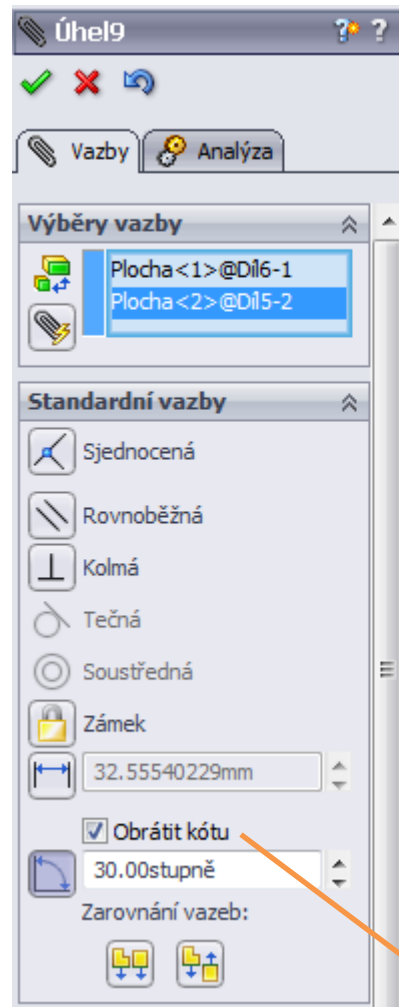 Úhel9
Vazby
Analýza
Výběry vazby
Plocha<1>@Díl6-1
Plocha<2>@Díl5-2
Standardní vazby
Sjednocená
Rovnoběžná
Kolmá
Tečná
Soustředná
Zámek
32.55540229mm
Obrátit kótu
30.00stupně
Zarovnání vazeb: